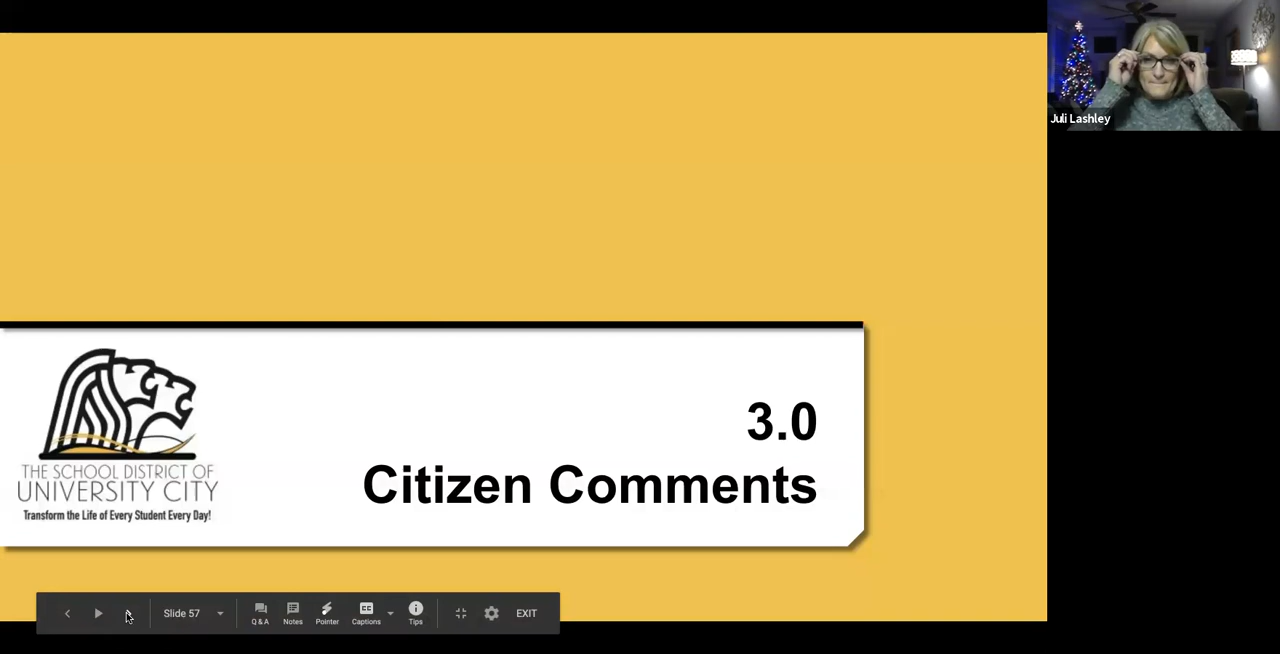 Juli Lashley
3.0
Citizen Comments
THE SCHOOL DISTRICT OF
UNIVERSITY CITY
Transform the Life of Every Student Every Day!
Slide 57
Q & A
Notes
Pointer
CC
Captions
Tips
EXIT